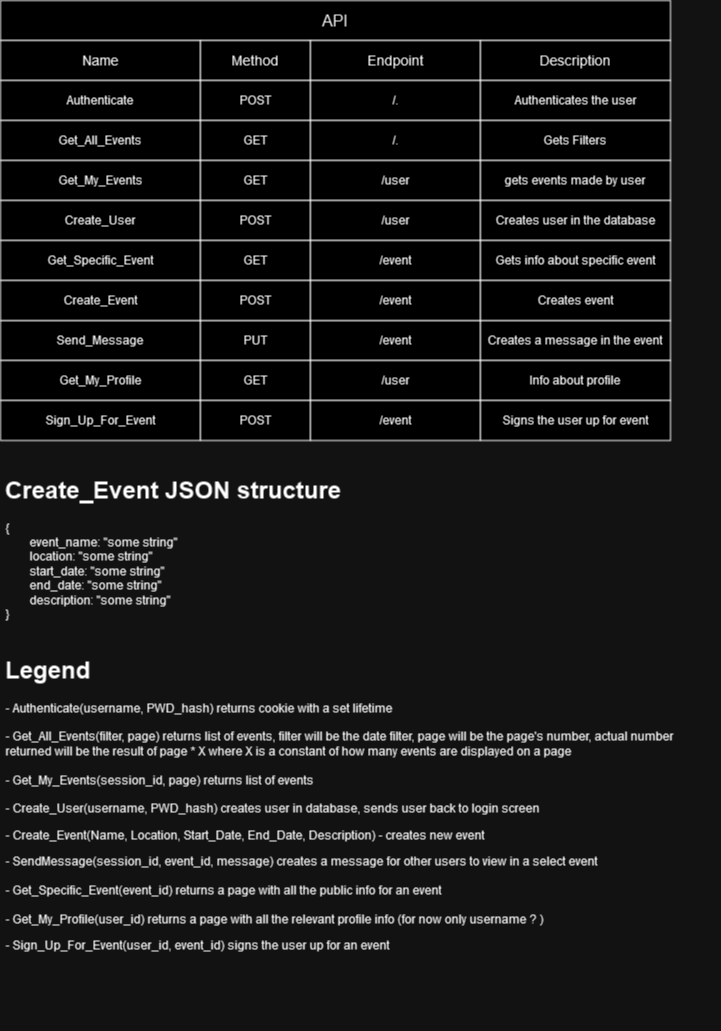 API
Name Method Endpoint Description
Authenticate POST /. Authenticates the user
Get_All_Events GET /. Gets Filters
Get_My_Events GET /user gets events made by user
Create_User POST /user Creates user in the database
Get_Specific_Event GET /event Gets info about specific event
Create_Event POST /event Creates event
Send_Message PUT /event Creates a message in the event
Get_My_Profile GET /user Info about profile
Sign_Up_For_Event POST /event Signs the user up for event
Create_Event JSON structure
{
event_name: "some string"
location: "some string"
start_date: "some string"
end_date: "some string"
description: "some string"
}
Legend
- Authenticate(username, PWD_hash) returns cookie with a set lifetime
- Get_All_Events(filter, page) returns list of events, filter will be the date filter, page will be the page's number, actual number
returned will be the result of page * X where X is a constant of how many events are displayed on a page
- Get_My_Events(session_id, page) returns list of events
- Create_User(username, PWD_hash) creates user in database, sends user back to login screen
- Create_Event(Name, Location, Start_Date, End_Date, Description) - creates new event
- SendMessage(session_id, event_id, message) creates a message for other users to view in a select event
- Get_Specific_Event(event_id) returns a page with all the public info for an event
- Get_My_Profile(user_id) returns a page with all the relevant profile info (for now only username ? )
- Sign_Up_For_Event(user_id, event_id) signs the user up for an event